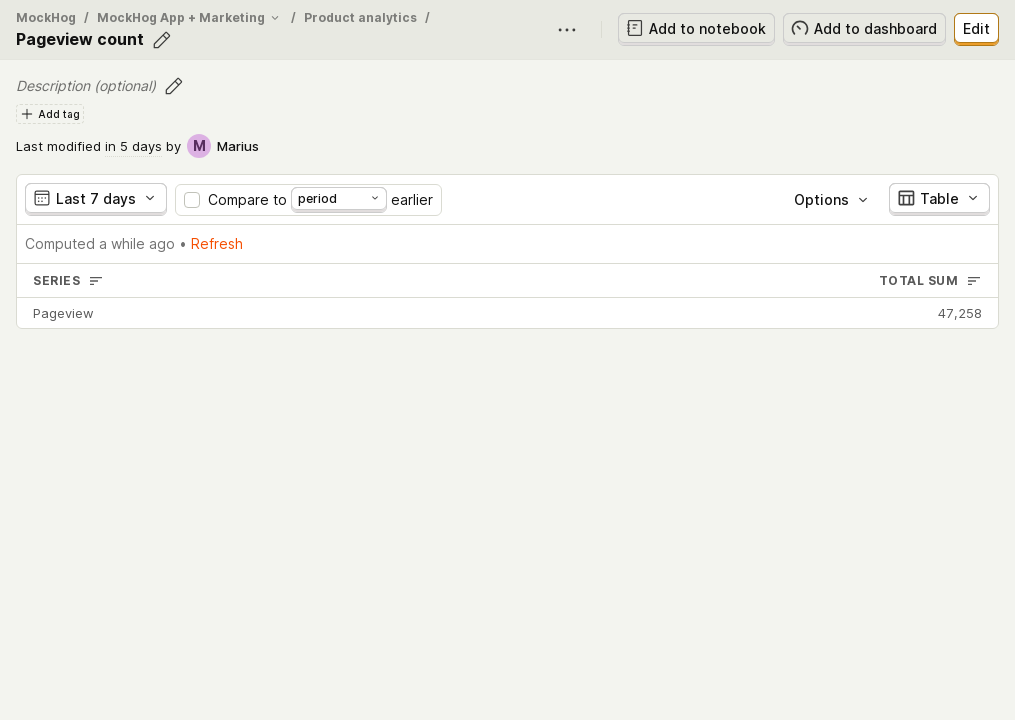 MockHog / MockHog App + Marketing / Product analytics /
Pageview count
Add to notebook
Add to dashboard
Edit
Description (optional)
Add tag
Last modified in 5 days by M Marius
Last 7 days
Compare to period earlier
Options
Table
Computed a while ago • Refresh
SERIES TOTAL SUM
Pageview 47,258